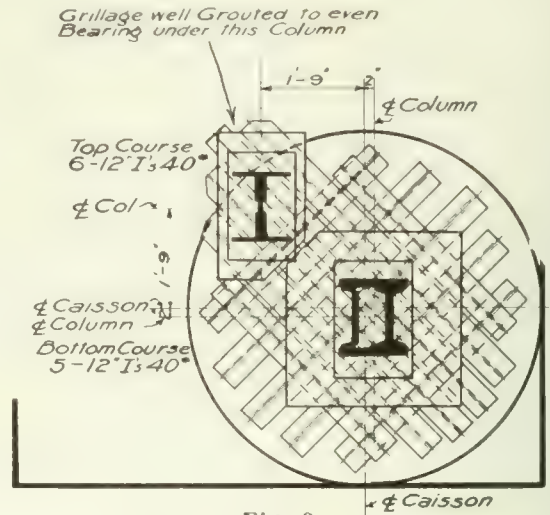 Grillage well Grouted to even
Bearing under this Column
1'-9"
2"
℄ Column
Top Course
6-12" I's 40#
℄ Col
1'-9"
℄ Caisson
℄ Column
Bottom Course
5-12" I's 40#
℄ Caisson